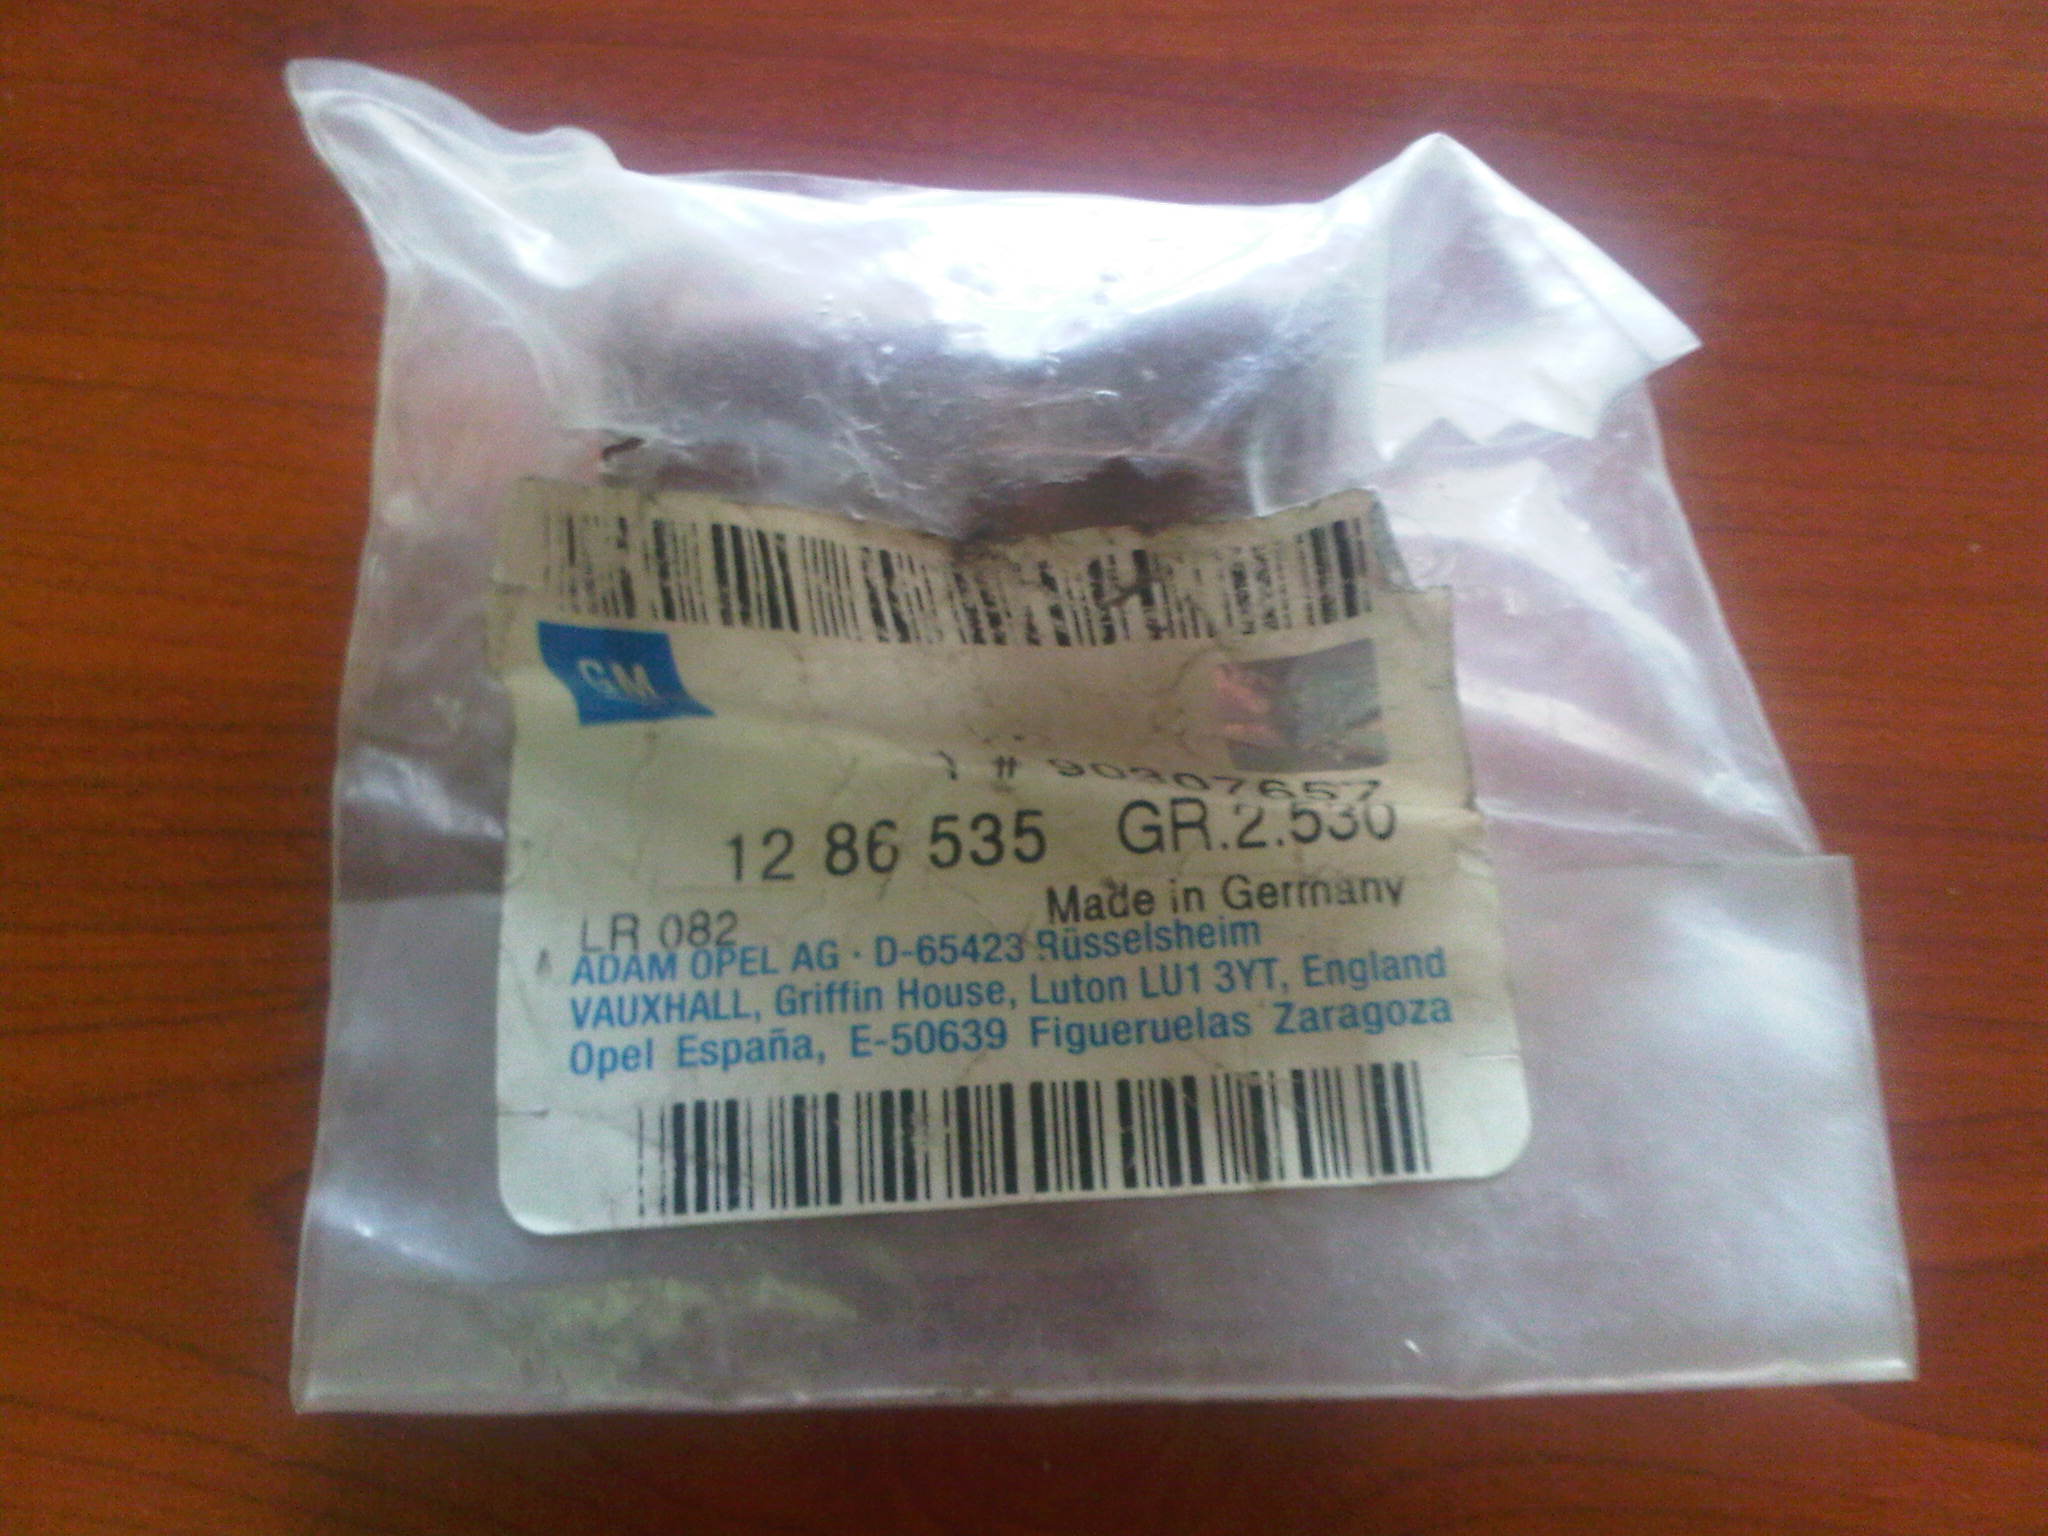 GM
# 90307657
12 86 535 GR.2.530
Made in Germany
LR 082
ADAM OPEL AG · D-65423 Rüsselsheim
VAUXHALL, Griffin House, Luton LU1 3YT, England
Opel España, E-50639 Figueruelas Zaragoza